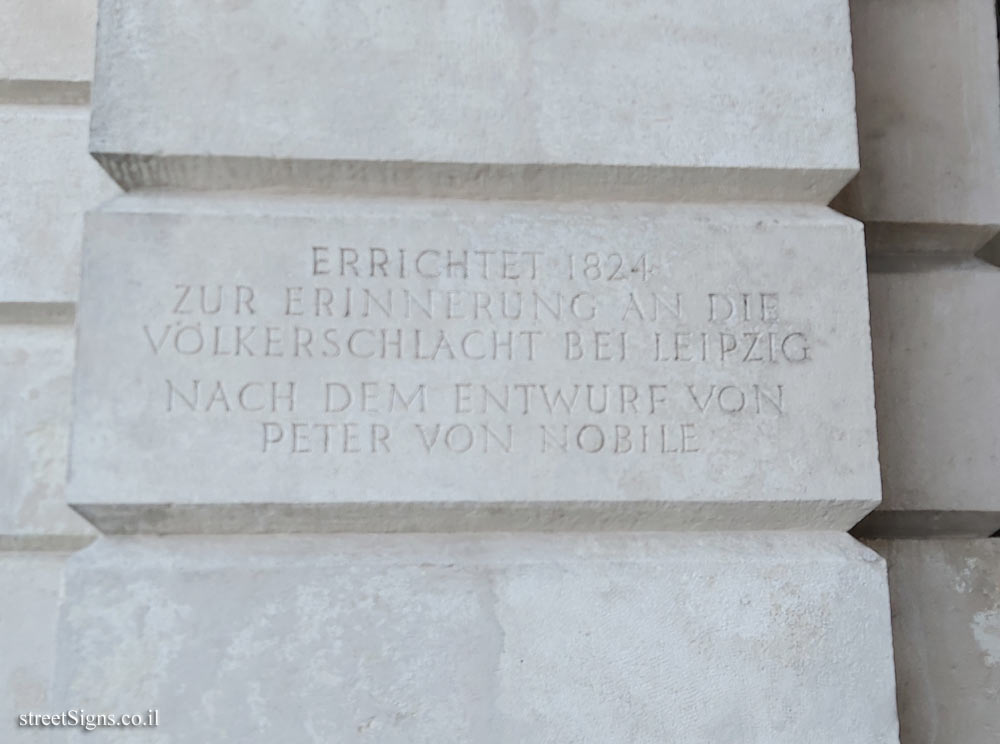 ERRICHTET 1824
ZUR ERINNERUNG AN DIE
VÖLKERSCHLACHT BEI LEIPZIG
NACH DEM ENTWURF VON
PETER VON NOBILE
streetSigns.co.il